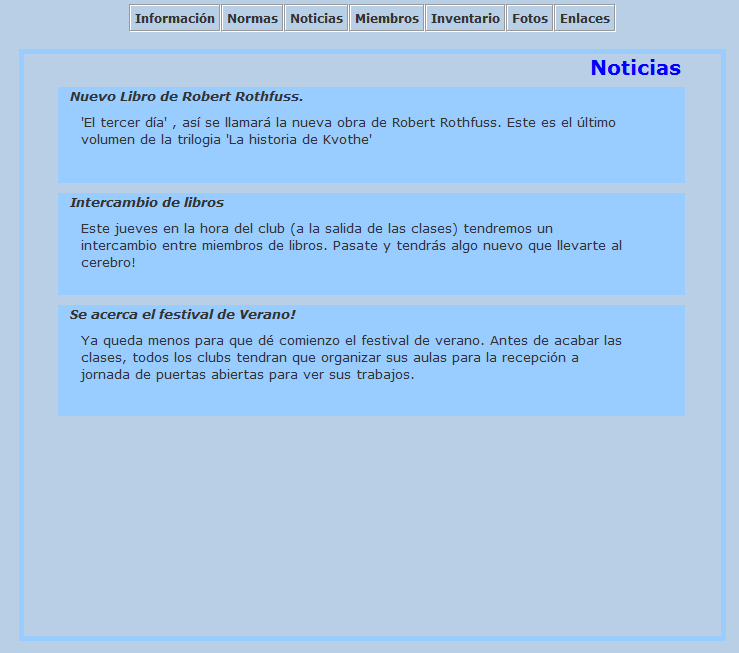 Información Normas Noticias Miembros Inventario Fotos Enlaces
Noticias
Nuevo Libro de Robert Rothfuss.
'El tercer día' , así se llamará la nueva obra de Robert Rothfuss. Este es el último
volumen de la trilogia 'La historia de Kvothe'
Intercambio de libros
Este jueves en la hora del club (a la salida de las clases) tendremos un
intercambio entre miembros de libros. Pasate y tendrás algo nuevo que llevarte al
cerebro!
Se acerca el festival de Verano!
Ya queda menos para que dé comienzo el festival de verano. Antes de acabar las
clases, todos los clubs tendran que organizar sus aulas para la recepción a
jornada de puertas abiertas para ver sus trabajos.